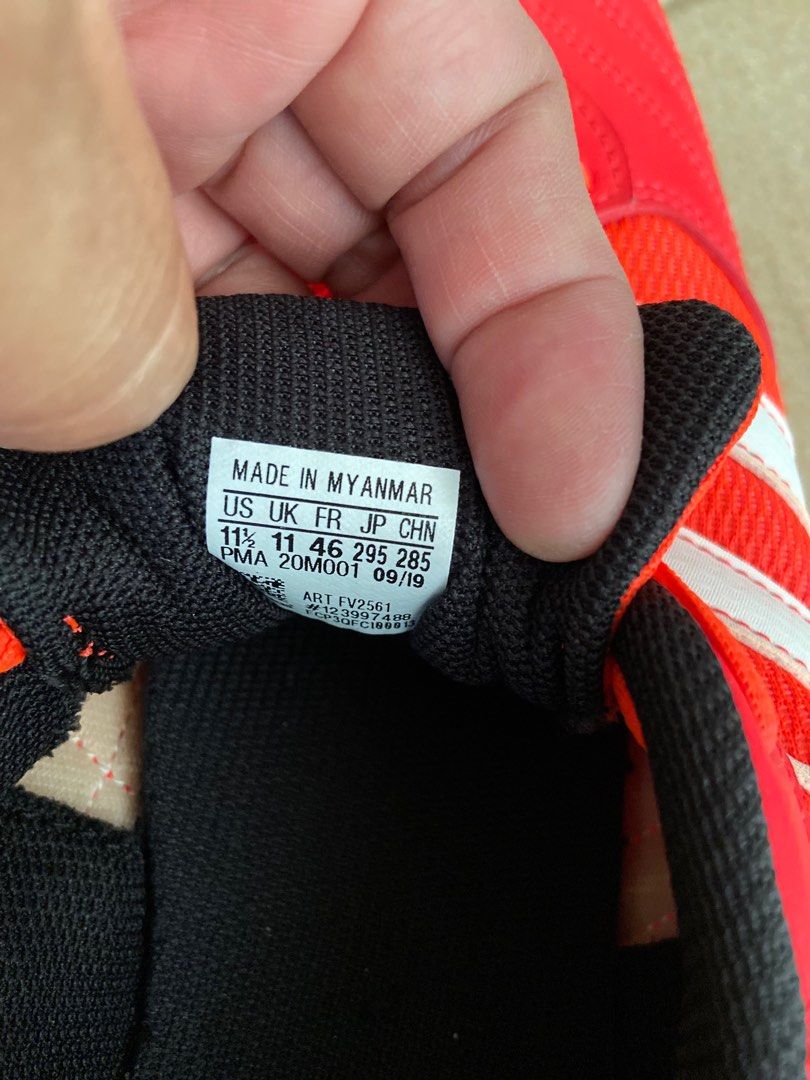 MADE IN MYANMAR
US UK FR JP CHN
11½ 11 46 295 285
PMA 20M001 09/19
ART FV2561
#123997488